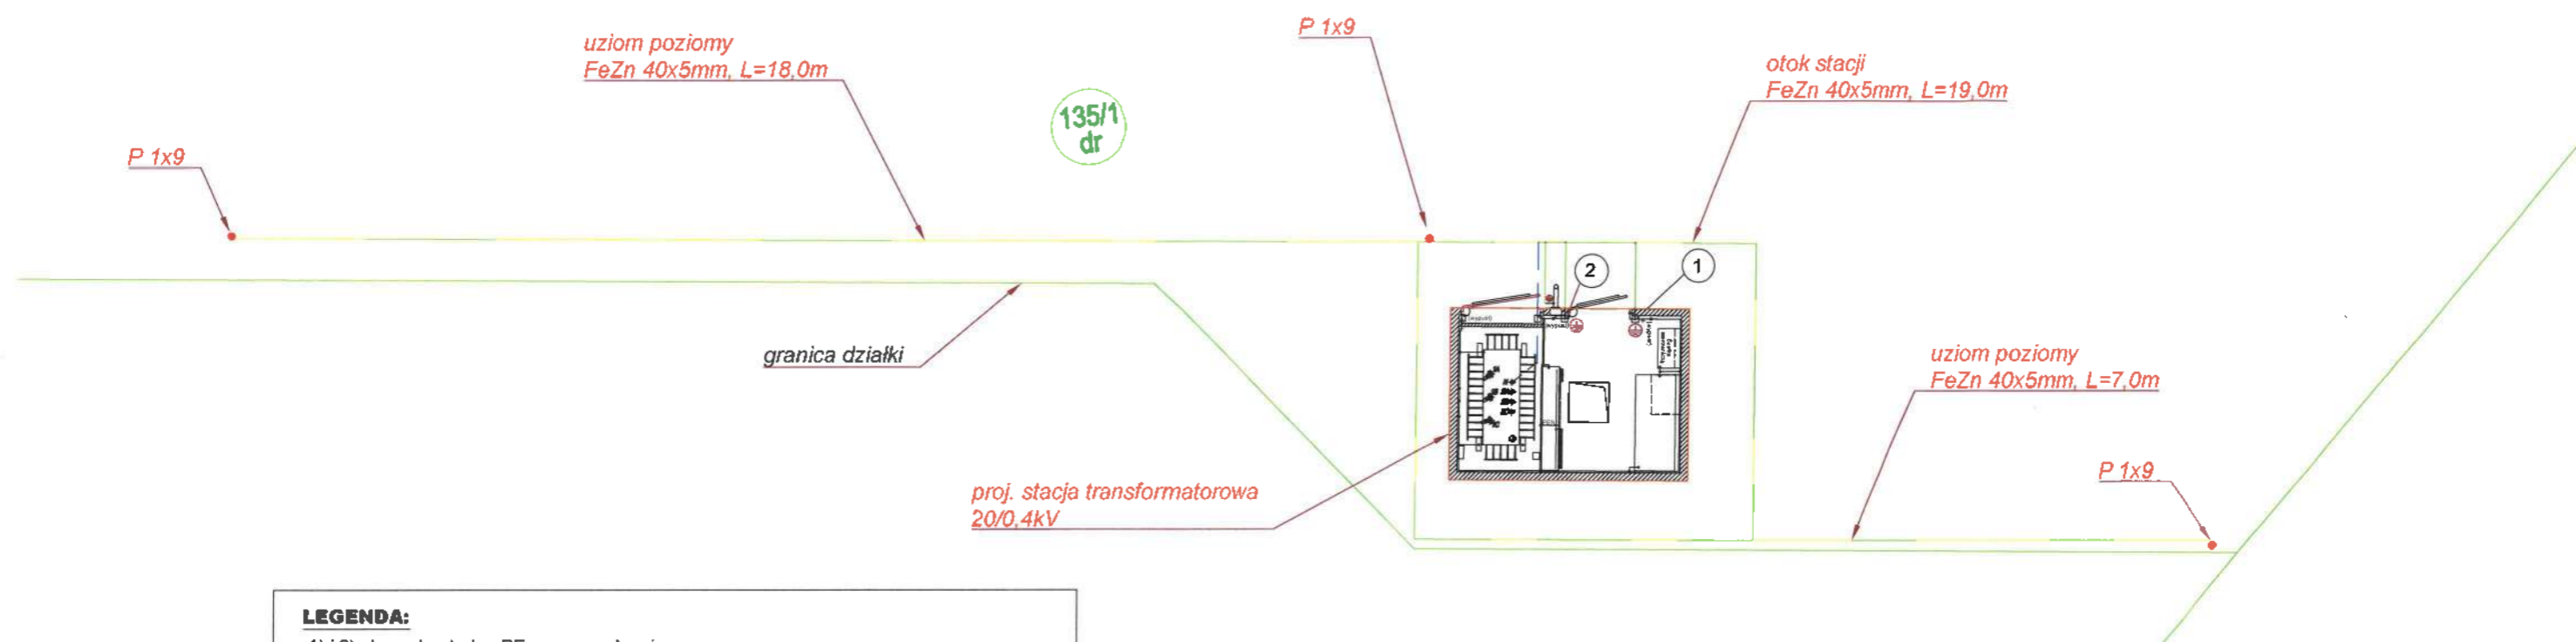 uziom poziomy
FeZn 40x5mm, L=18,0m
P 1x9
otok stacji
FeZn 40x5mm, L=19,0m
135/1
dr
P 1x9
2
1
granica działki
uziom poziomy
FeZn 40x5mm, L=7,0m
P 1x9
proj. stacja transformatorowa
20/0,4kV
LEGENDA: